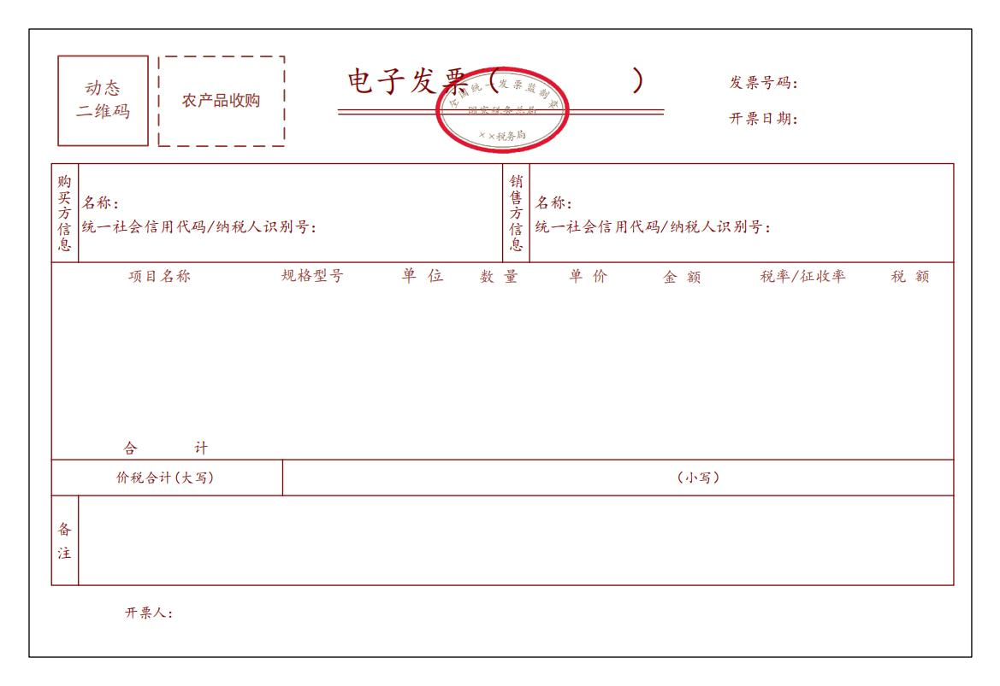 动态
二维码
农产品收购
电子发票（　　　　）
全国统一发票监制章
国家税务总局
××税务局
发票号码：
开票日期：
购买方信息
名称：
统一社会信用代码/纳税人识别号：
销售方信息
名称：
统一社会信用代码/纳税人识别号：
项目名称 规格型号 单 位 数 量 单 价 金 额 税率/征收率 税 额
合 计
价税合计(大写) （小写）
备注
开票人：